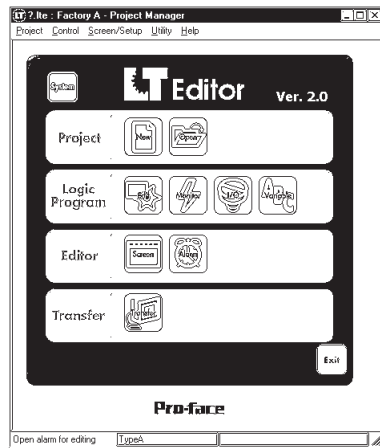 ?.lte : Factory A - Project Manager
Project Control Screen/Setup Utility Help
System
LT Editor Ver. 2.0
Project New Open
Logic Program Edit Monitor I/O Variable
Editor Screen Alarm
Transfer Transfer
Exit
Pro-face
Open alarm for editing TypeA